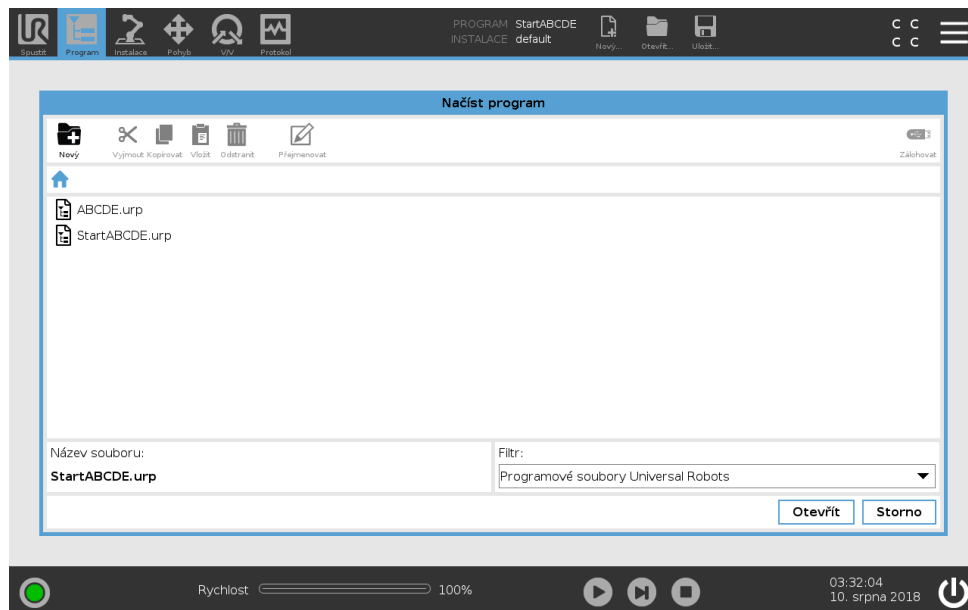 PROGRAM StartABCDE
INSTALACE default
UR
Spustit Program Instalace Pohyb V/V Protokol
Nový... Otevřít... Uložit...
C C
C C
Načíst program
Nový Vyjmout Kopírovat Vložit Odstranit Přejmenovat Zálohovat
ABCDE.urp
StartABCDE.urp
Název souboru: Filtr:
StartABCDE.urp Programové soubory Universal Robots
Otevřít Storno
Rychlost 100%
03:32:04
10. srpna 2018